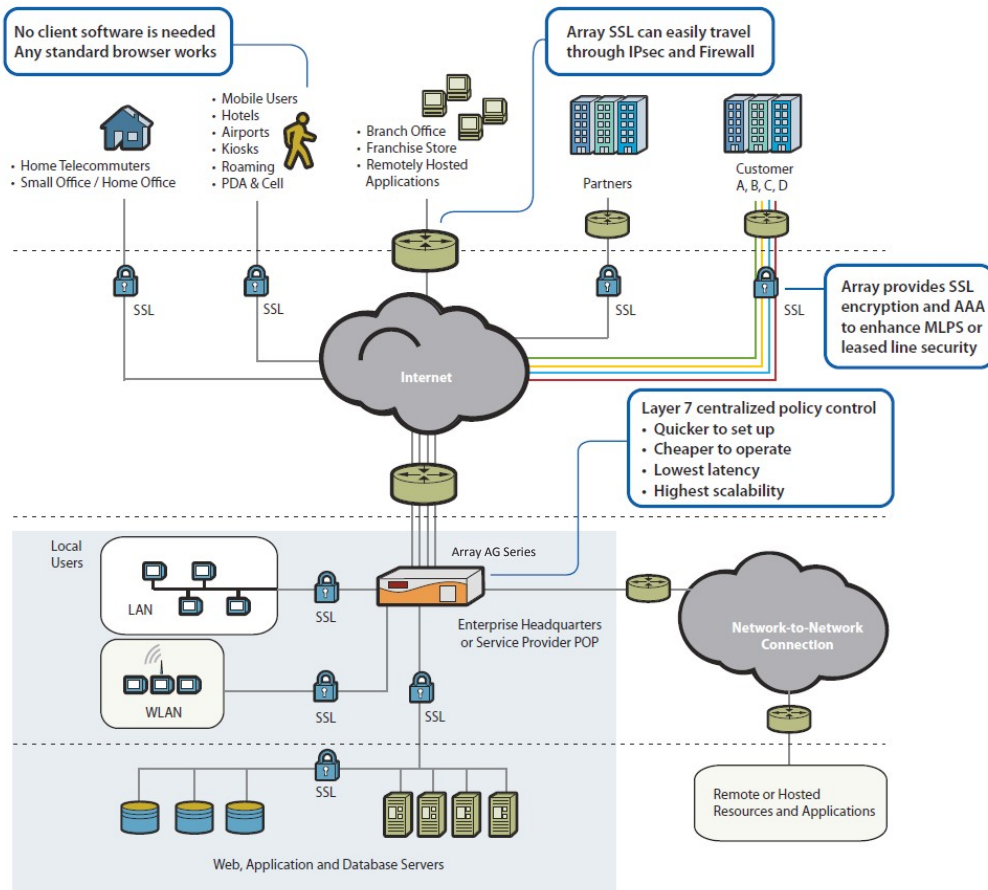 No client software is needed
Any standard browser works
Array SSL can easily travel
through IPsec and Firewall
• Home Telecommuters
• Small Office / Home Office
• Mobile Users
• Hotels
• Airports
• Kiosks
• Roaming
• PDA & Cell
• Branch Office
• Franchise Store
• Remotely Hosted
Applications
Partners
Customer
A, B, C, D
SSL
SSL
SSL
SSL
Array provides SSL
encryption and AAA
to enhance MLPS or
leased line security
Internet
Layer 7 centralized policy control
• Quicker to set up
• Cheaper to operate
• Lowest latency
• Highest scalability
Local
Users
LAN
SSL
Array AG Series
Enterprise Headquarters
or Service Provider POP
Network-to-Network
Connection
WLAN
SSL
SSL
SSL
Remote or Hosted
Resources and Applications
Web, Application and Database Servers